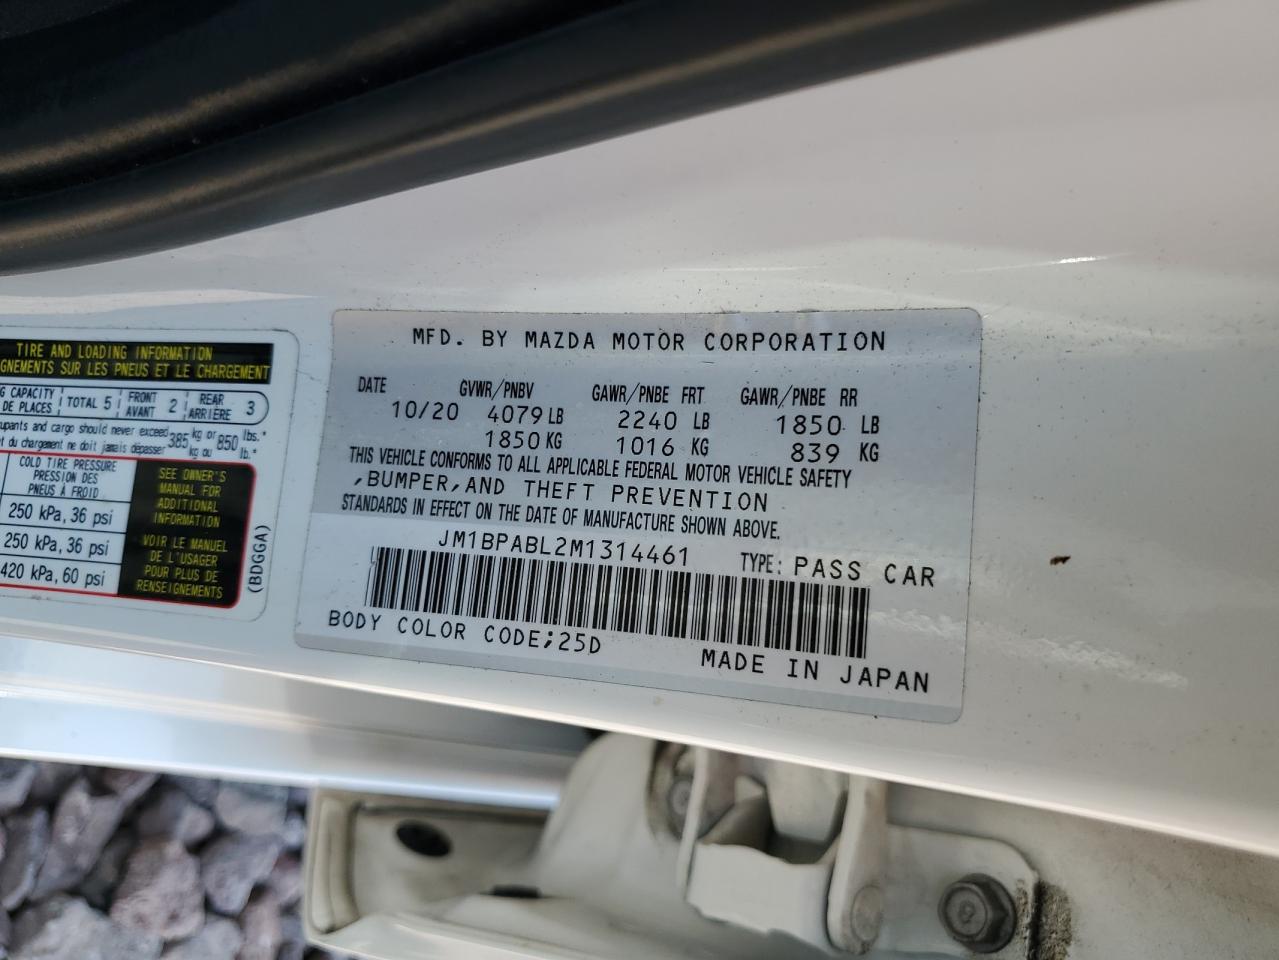 TIRE AND LOADING INFORMATION
GNEMENTS SUR LES PNEUS ET LE CHARGEMENT
G CAPACITY TOTAL 5 FRONT 2 REAR 3
DE PLACES AVANT ARRIÈRE
upants and cargo should never exceed 385 kg or 850 lbs.*
t du chargement ne doit jamais dépasser kg ou lb.*
COLD TIRE PRESSURE
PRESSION DES
PNEUS À FROID
250 kPa, 36 psi
250 kPa, 36 psi
420 kPa, 60 psi
SEE OWNER'S
MANUAL FOR
ADDITIONAL
INFORMATION
VOIR LE MANUEL
DE L'USAGER
POUR PLUS DE
RENSEIGNEMENTS
(BDGGA)
MFD. BY MAZDA MOTOR CORPORATION
DATE GVWR/PNBV GAWR/PNBE FRT GAWR/PNBE RR
10/20 4079 LB 2240 LB 1850 LB
1850 KG 1016 KG 839 KG
THIS VEHICLE CONFORMS TO ALL APPLICABLE FEDERAL MOTOR VEHICLE SAFETY
,BUMPER,AND THEFT PREVENTION
STANDARDS IN EFFECT ON THE DATE OF MANUFACTURE SHOWN ABOVE.
JM1BPABL2M1314461 TYPE: PASS CAR
BODY COLOR CODE;25D
MADE IN JAPAN